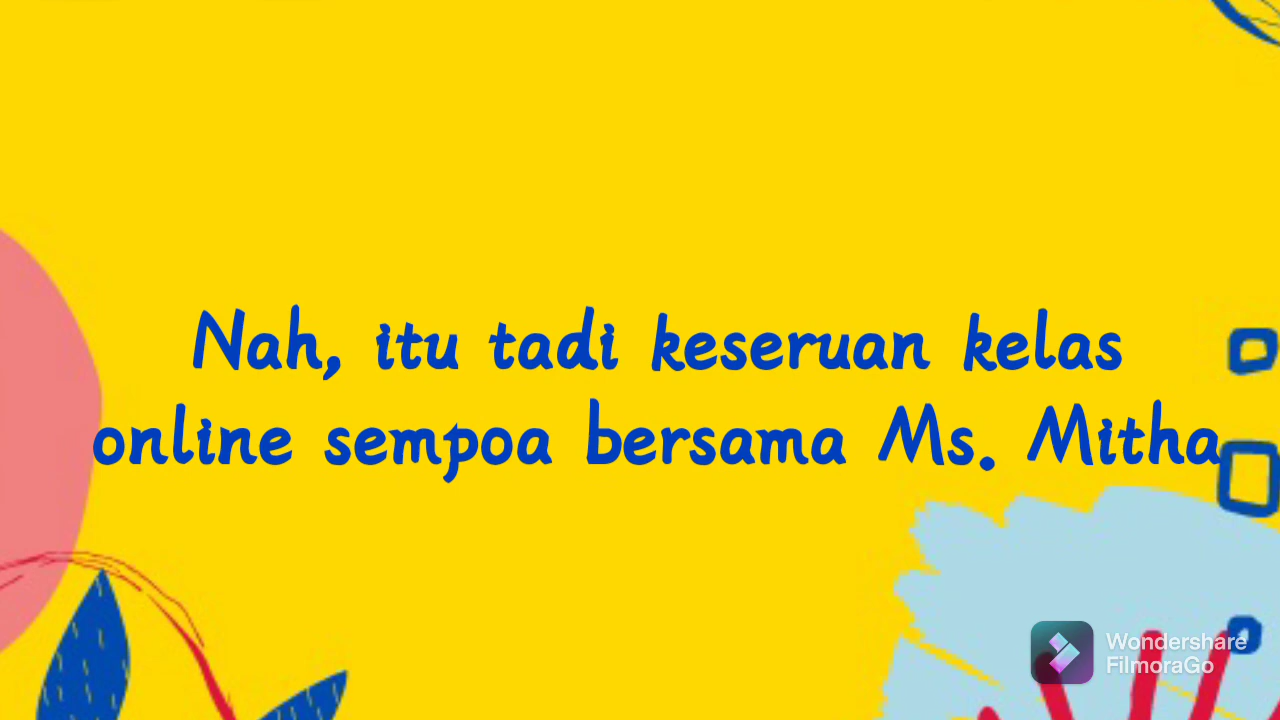 Nah, itu tadi keseruan kelas
online sempoa bersama Ms. Mitha
Wondershare
FilmoraGo